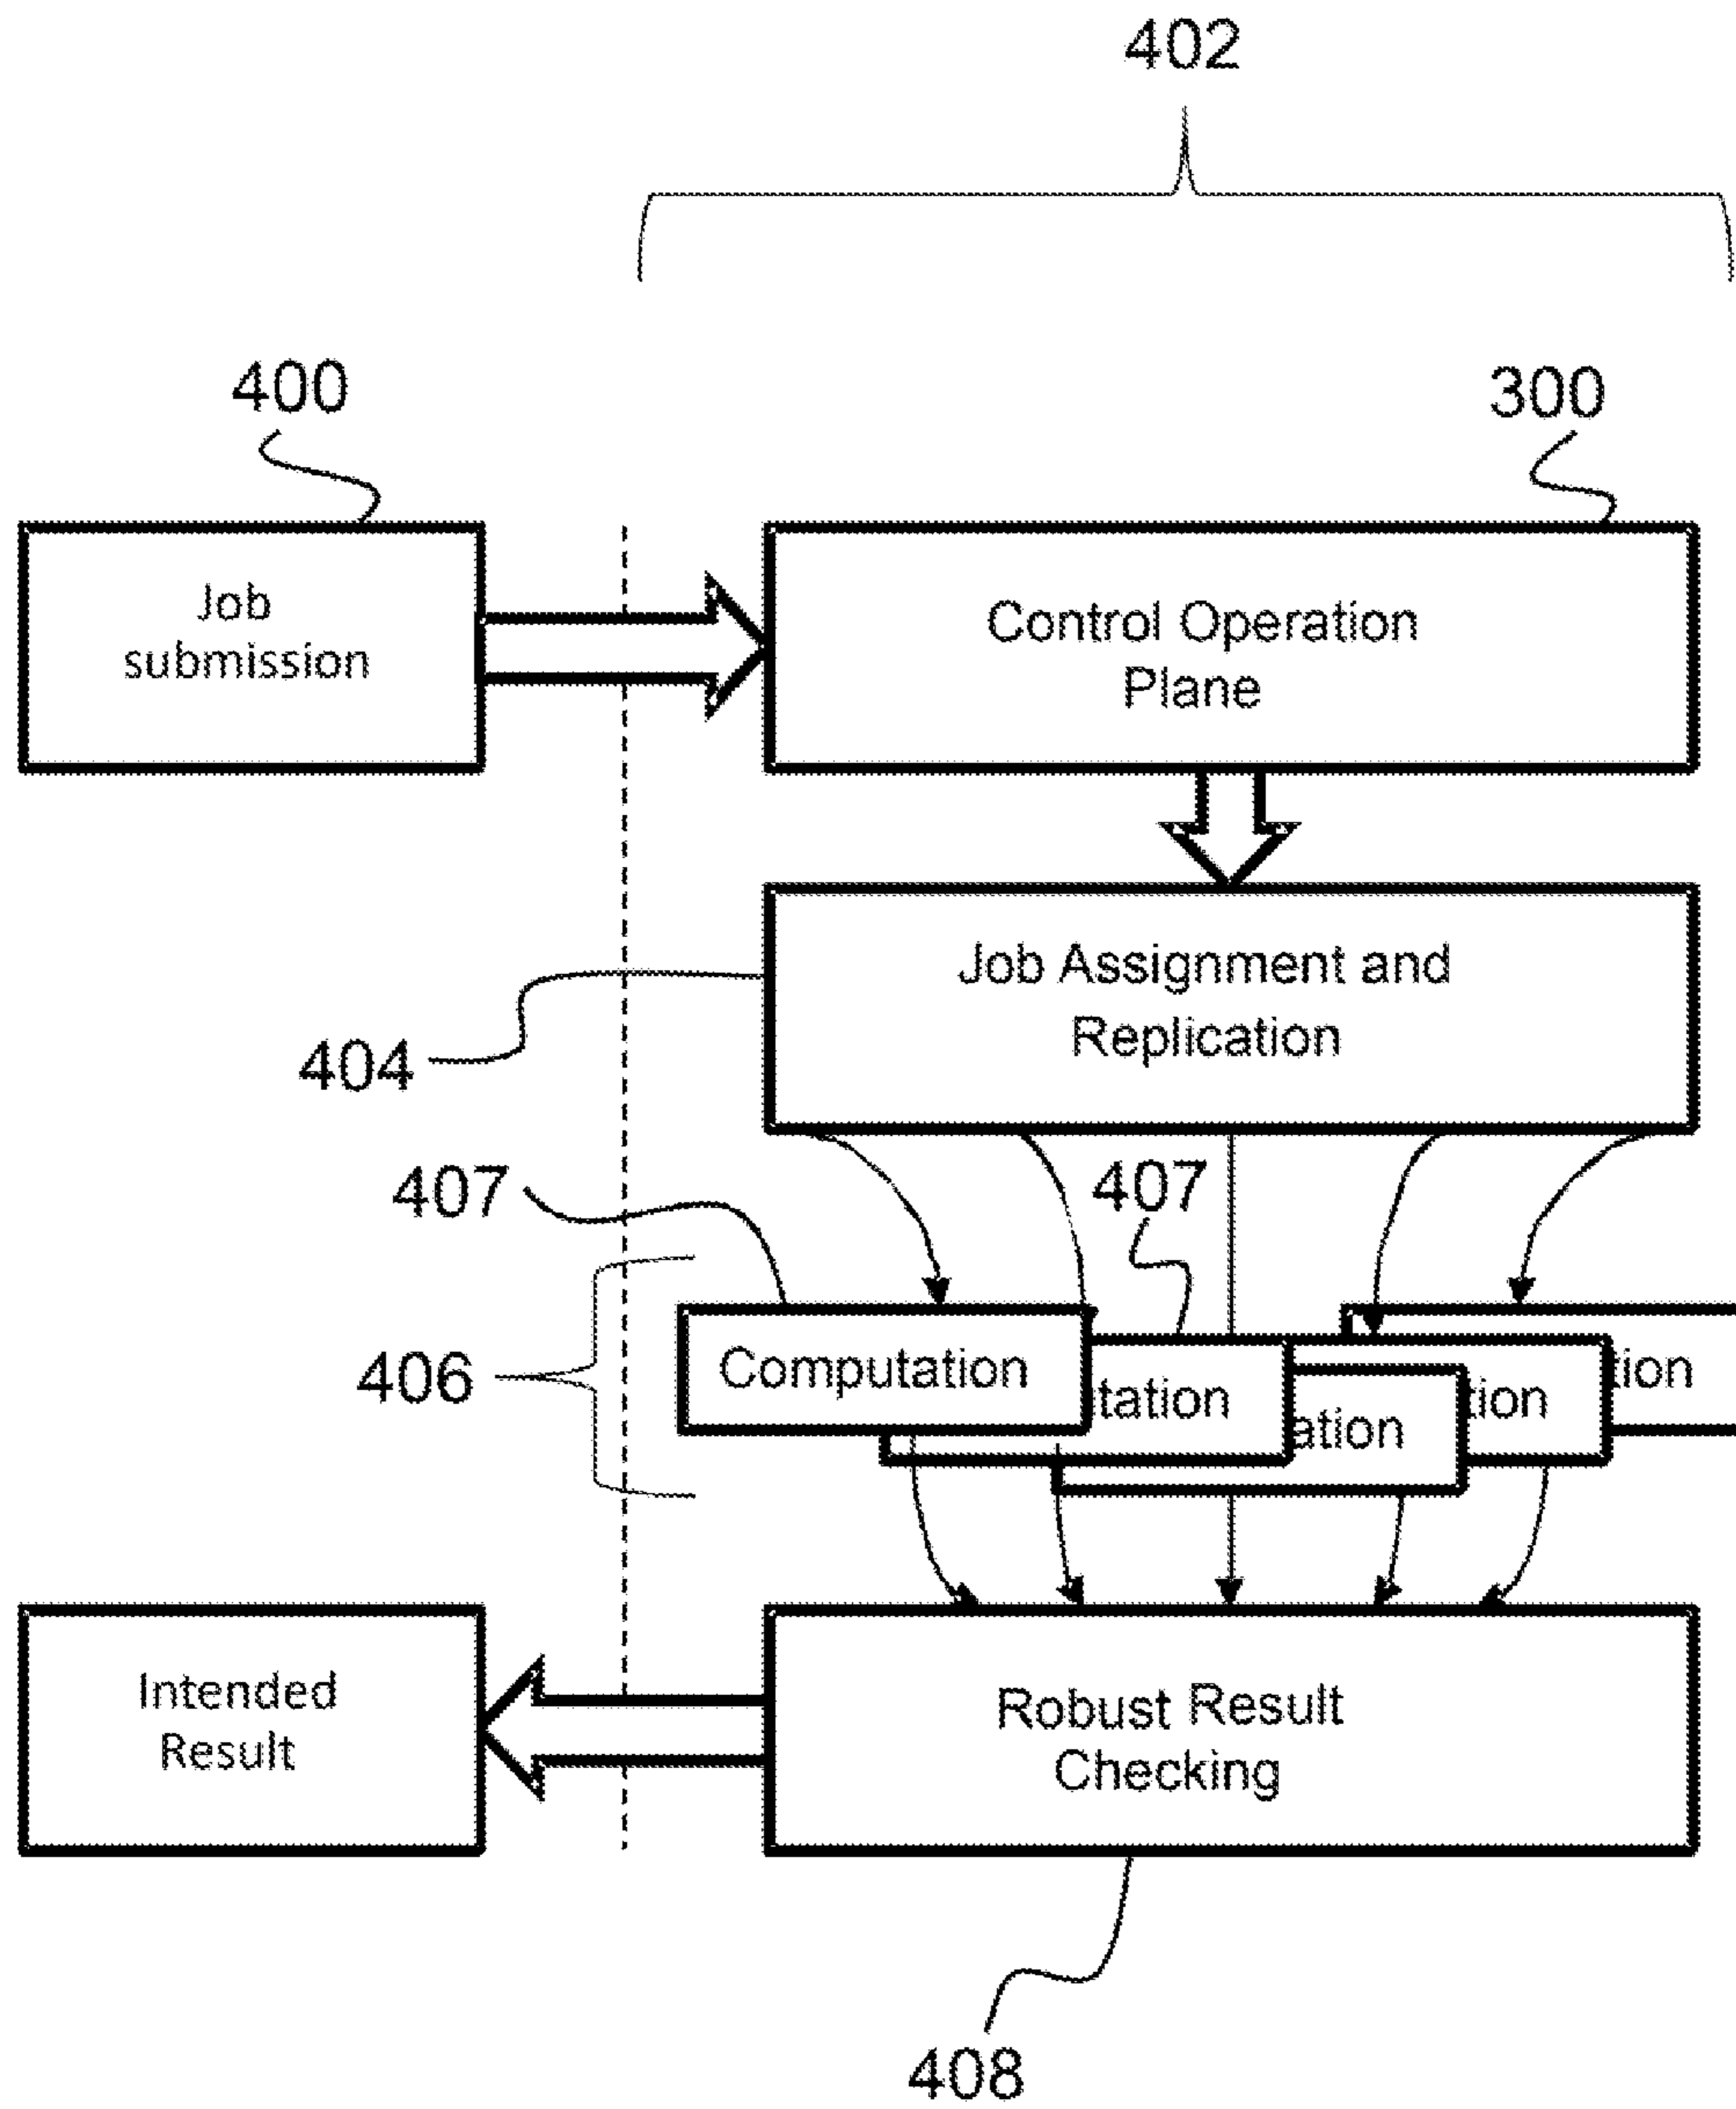 402
400
300
Job
submission
Control Operation
Plane
Job Assignment and
Replication
404
407
407
406
Computation
tation
ation
tion
tion
Intended
Result
Robust Result
Checking
408